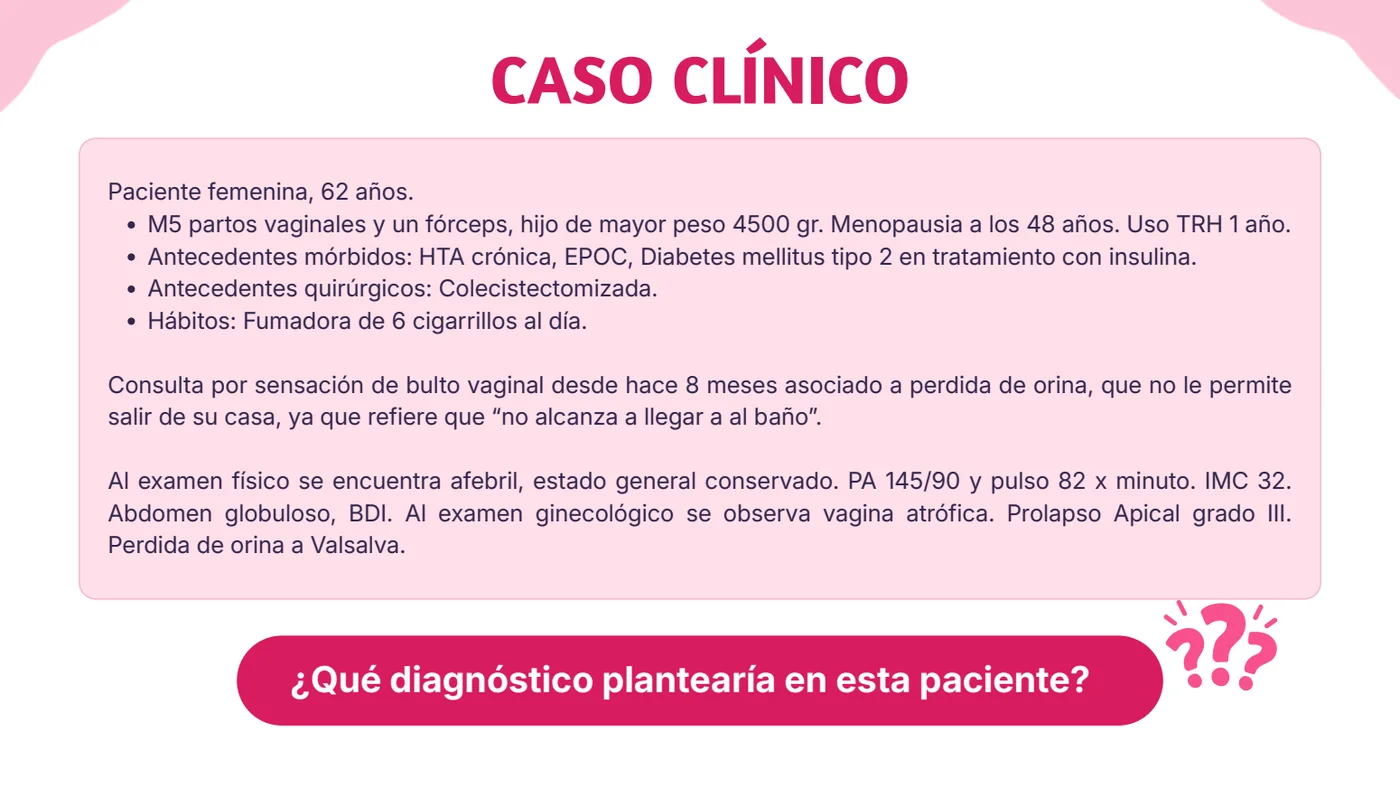 CASO CLÍNICO
Paciente femenina, 62 años.
• M5 partos vaginales y un fórceps, hijo de mayor peso 4500 gr. Menopausia a los 48 años. Uso TRH 1 año.
• Antecedentes mórbidos: HTA crónica, EPOC, Diabetes mellitus tipo 2 en tratamiento con insulina.
• Antecedentes quirúrgicos: Colecistectomizada.
• Hábitos: Fumadora de 6 cigarrillos al día.
Consulta por sensación de bulto vaginal desde hace 8 meses asociado a perdida de orina, que no le permite
salir de su casa, ya que refiere que “no alcanza a llegar a al baño”.
Al examen físico se encuentra afebril, estado general conservado. PA 145/90 y pulso 82 x minuto. IMC 32.
Abdomen globuloso, BDI. Al examen ginecológico se observa vagina atrófica. Prolapso Apical grado III.
Perdida de orina a Valsalva.
¿Qué diagnóstico plantearía en esta paciente?
???